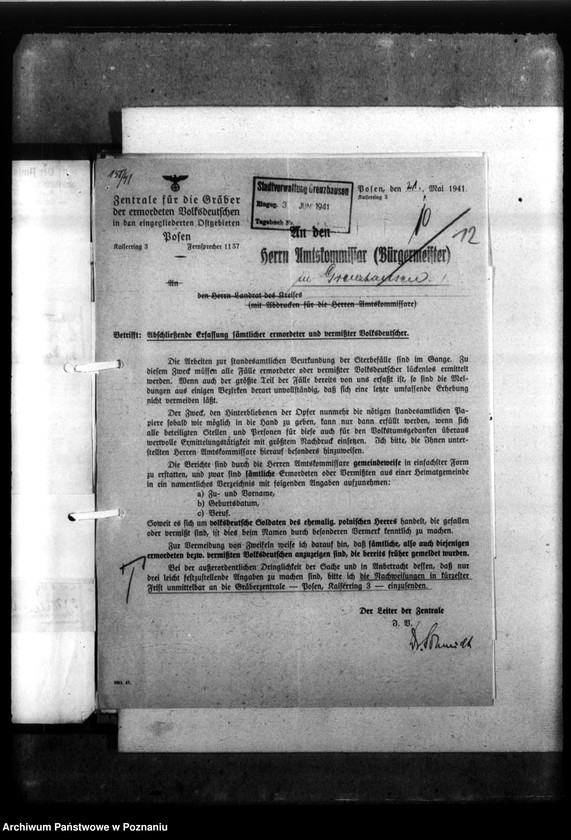 Zentrale für die Gräber
der ermordeten Volksdeutschen
in den eingegliederten Ostgebieten
Posen
Kaiserring 3 Fernsprecher 1157
Stadtverwaltung Grenzhausen
Eingeg. 3. JUNI 1941
Tagebuch Nr.
Posen, den 21. Mai 1941.
Kaiserring 3
10/12
An den
Herrn Amtskommissar (Bürgermeister)
in Grenzhausen.
An
den Herrn Landrat des Kreises
(mit Abdrucken für die Herren Amtskommissare)
Betrifft: Abschließende Erfassung sämtlicher ermordeter und vermißter Volksdeutscher.
Die Arbeiten zur standesamtlichen Beurkundung der Sterbefälle sind im Gange. Zu
diesem Zweck müssen alle Fälle ermordeter oder vermißter Volksdeutscher lückenlos ermittelt
werden. Wenn auch der größte Teil der Fälle bereits von uns erfaßt ist, so sind die Mel-
dungen aus einigen Bezirken derart unvollständig, daß sich eine letzte umfassende Erhebung
nicht vermeiden läßt.
Der Zweck, den Hinterbliebenen der Opfer nunmehr die nötigen standesamtlichen Pa-
piere sobald wie möglich in die Hand zu geben, kann nur dann erfüllt werden, wenn sich
alle beteiligten Stellen und Personen für diese auch für den Volkstumsgedanken überaus
wertvolle Ermittlungstätigkeit mit größtem Nachdruck einsetzen. Ich bitte, die Ihnen unter-
stellten Herren Amtskommissare hierauf besonders hinzuweisen.
Die Berichte sind durch die Herren Amtskommissare gemeindeweise in einfachster Form
zu erstatten, und zwar sind sämtliche Ermordeten oder Vermißten aus einer Heimatgemeinde
in ein namentliches Verzeichnis mit folgenden Angaben aufzunehmen:
a) Zu- und Vorname,
b) Geburtsdatum,
c) Beruf.
Soweit es sich um volksdeutsche Soldaten des ehemalig. polnischen Heeres handelt, die gefallen
oder vermißt sind, ist dies beim Namen durch besonderen Vermerk kenntlich zu machen.
Zur Vermeidung von Zweifeln weise ich darauf hin, daß sämtliche, also auch diejenigen
ermordeten bezw. vermißten Volksdeutschen anzuzeigen sind, die bereits früher gemeldet wurden.
Bei der außerordentlichen Dringlichkeit der Sache und in Anbetracht dessen, daß nur
drei leicht festzustellende Angaben zu machen sind, bitte ich die Nachweisungen in kürzester
Frist unmittelbar an die Gräberzentrale — Posen, Kaiserring 3 — einzusenden.
Der Leiter der Zentrale
J. V.
Dr. Schmidt
Archiwum Państwowe w Poznaniu